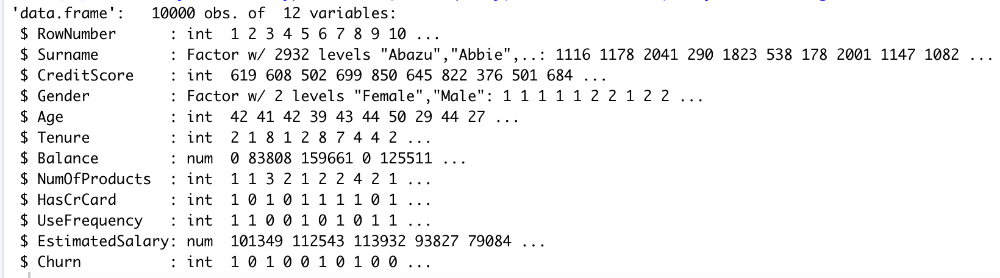 'data.frame':   10000 obs. of  12 variables:
 $ RowNumber      : int  1 2 3 4 5 6 7 8 9 10 ...
 $ Surname        : Factor w/ 2932 levels "Abazu","Abbie",..: 1116 1178 2041 290 1823 538 178 2001 1147 1082 ...
 $ CreditScore    : int  619 608 502 699 850 645 822 376 501 684 ...
 $ Gender         : Factor w/ 2 levels "Female","Male": 1 1 1 1 1 2 2 1 2 2 ...
 $ Age            : int  42 41 42 39 43 44 50 29 44 27 ...
 $ Tenure         : int  2 1 8 1 2 8 7 4 4 2 ...
 $ Balance        : num  0 83808 159661 0 125511 ...
 $ NumOfProducts  : int  1 1 3 2 1 2 2 4 2 1 ...
 $ HasCrCard      : int  1 0 1 0 1 1 1 1 0 1 ...
 $ UseFrequency   : int  1 1 0 0 1 0 1 0 1 1 ...
 $ EstimatedSalary: num  101349 112543 113932 93827 79084 ...
 $ Churn          : int  1 0 1 0 0 1 0 1 0 0 ...